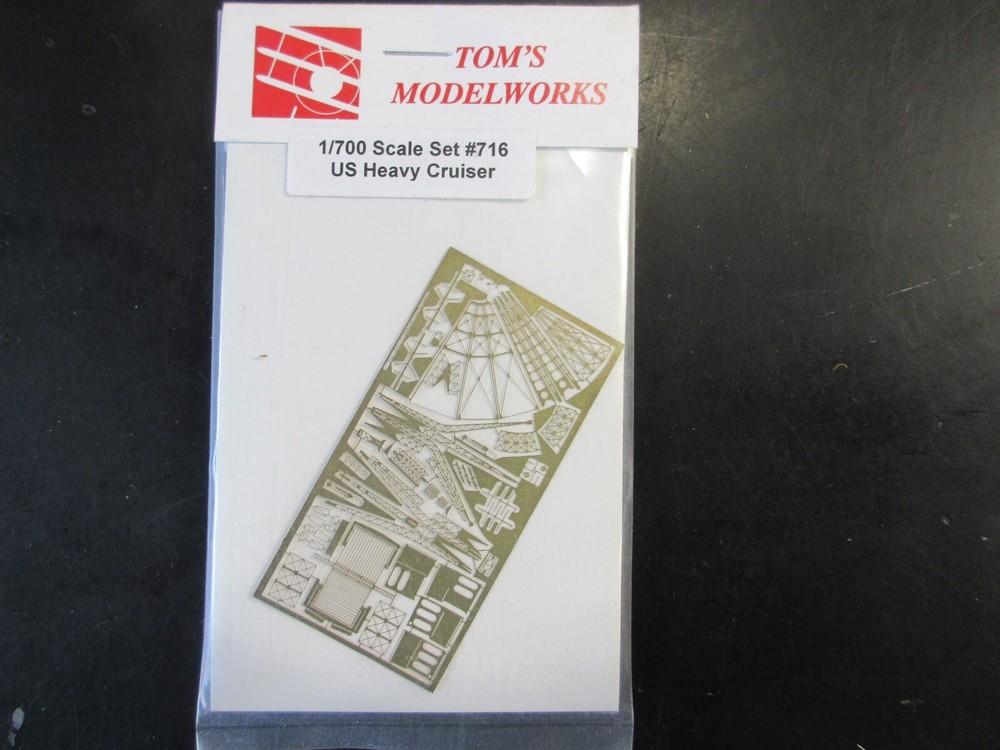 TOM'S
MODELWORKS
1/700 Scale Set #716
US Heavy Cruiser